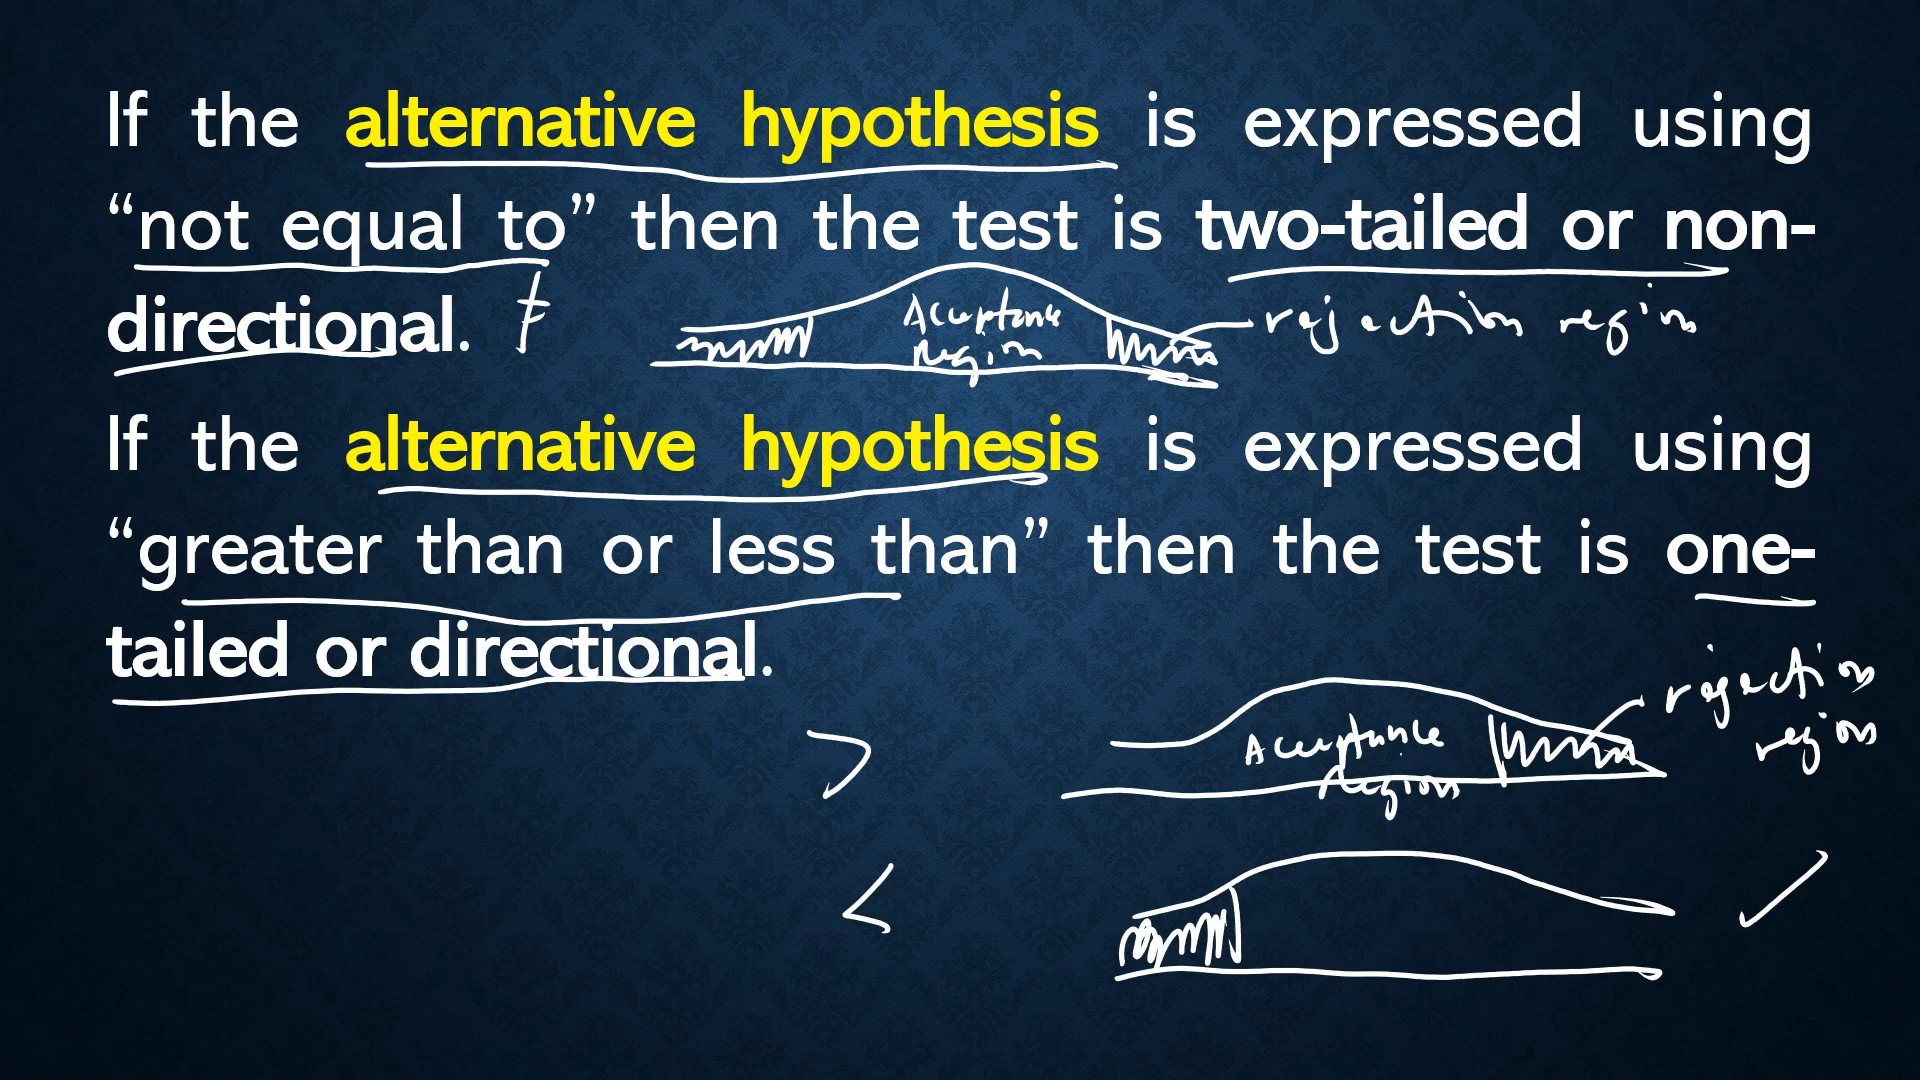 If the alternative hypothesis is expressed using
“not equal to” then the test is two-tailed or non-
directional. ≠
Acceptance
Region
rejection region
If the alternative hypothesis is expressed using
“greater than or less than” then the test is one-
tailed or directional.
>
Acceptance
Region
rejection
region
<